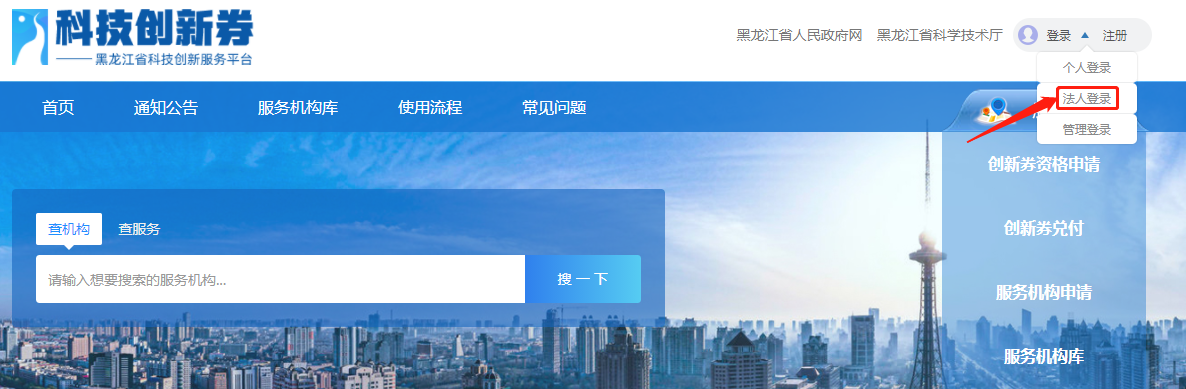 科技创新券
黑龙江省科技创新服务平台
黑龙江省人民政府网 黑龙江省科学技术厅 登录 注册
个人登录
法人登录
管理登录
首页 通知公告 服务机构库 使用流程 常见问题
创新券资格申请
创新券兑付
服务机构申请
服务机构库
查机构 查服务
请输入想要搜索的服务机构... 搜一下